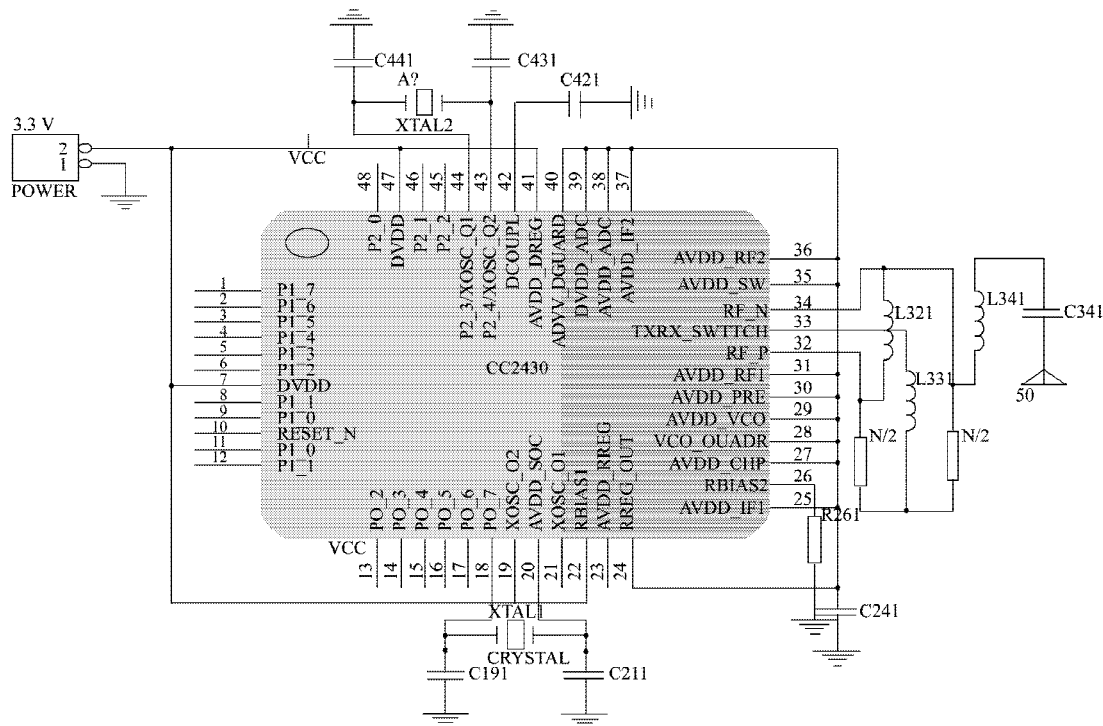 C441
C431
A?
C421
XTAL2
3.3 V
2
1
POWER
VCC
48
47
46
45
44
43
42
41
40
39
38
37
P2_0
DVDD
P2_1
P2_2
P2_3/XOSC_Q1
P2_4/XOSC_Q2
DCOUPL
AVDD_DREG
ADVV_DGUARD
DVDD_ADC
AVDD_ADC
AVDD_IF2
1 P1_7
2 P1_6
3 P1_5
4 P1_4
5 P1_3
6 P1_2
7 DVDD
8 P1_1
9 P1_0
10 RESET_N
11 P1_0
12 P1_1
CC2430
AVDD_RF2 36
AVDD_SW 35
RF_N 34
TXRX_SWTTCH 33
RF_P 32
AVDD_RF1 31
AVDD_PRE 30
AVDD_VCO 29
VCO_OUADR 28
AVDD_CHP 27
RBIAS2 26
AVDD_IF1 25
L321
L341
C341
L331
50
N/2
N/2
R261
PO_2
PO_3
PO_4
PO_5
PO_6
PO_7
XOSC_O2
AVDD_SOC
XOSC_O1
RBIAS1
AVDD_RREG
RREG_OUT
VCC
13
14
15
16
17
18
19
20
21
22
23
24
XTAL1
CRYSTAL
C191
C211
C241